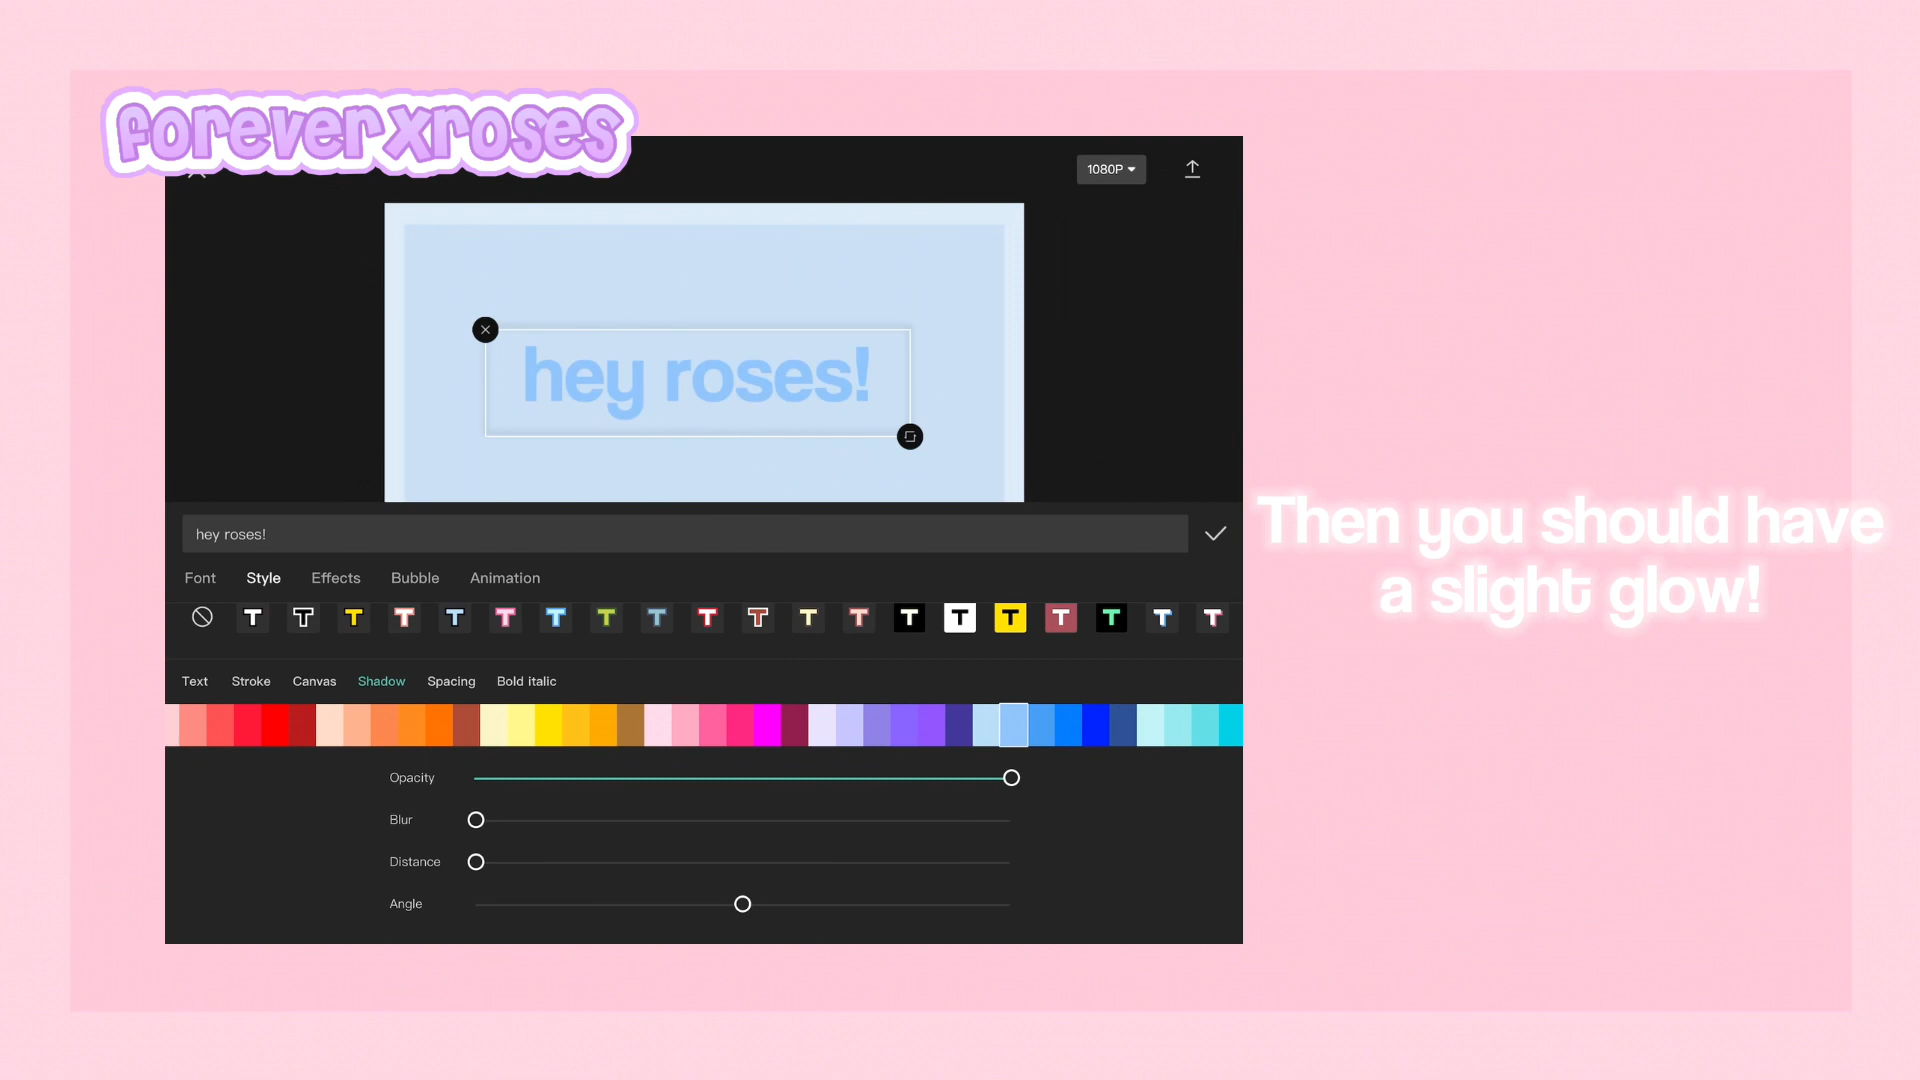 foreverxroses
1080P
hey roses!
hey roses!
Then you should have
a slight glow!
Font Style Effects Bubble Animation
T T T T T T T T T T T T T T T T T T T T
Text Stroke Canvas Shadow Spacing Bold italic
Opacity
Blur
Distance
Angle